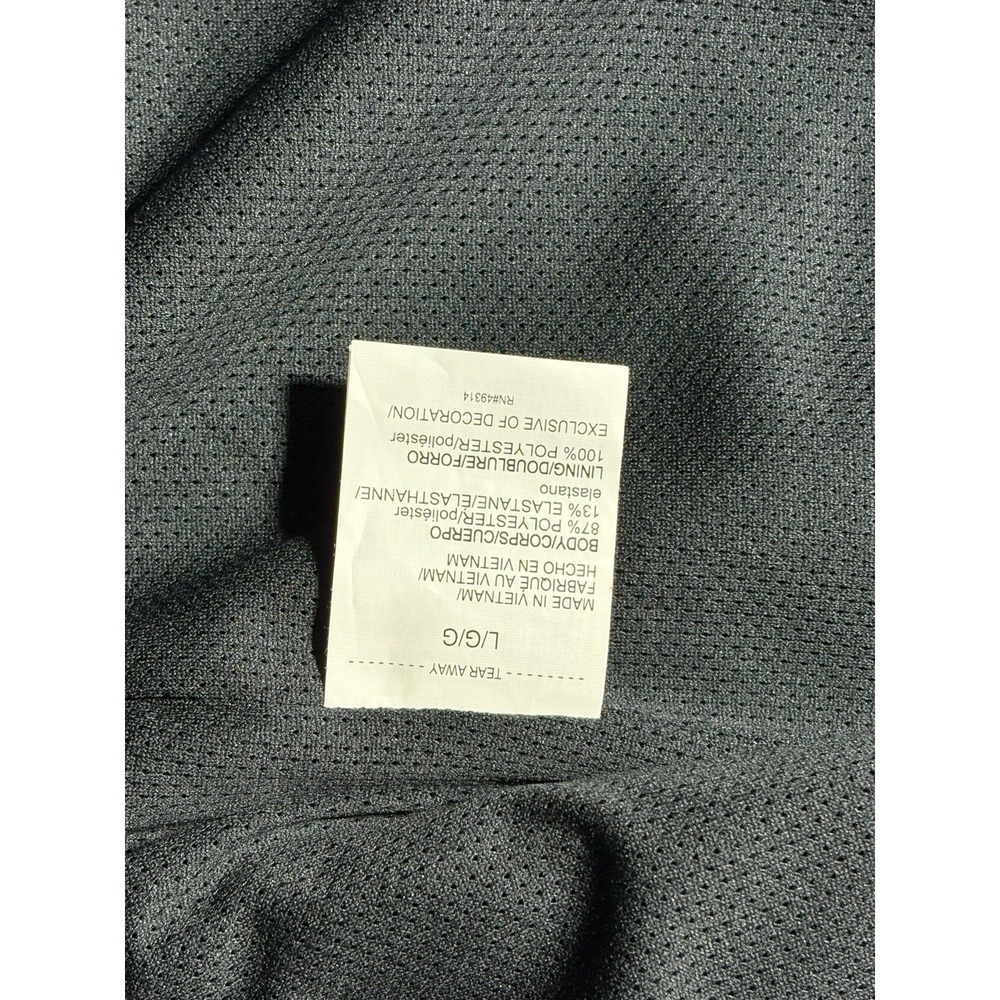 - - - - - - - - TEAR AWAY - - - - - - - -
L/G/G
MADE IN VIETNAM/
FABRIQUÉ AU VIETNAM/
HECHO EN VIETNAM
BODY/CORPS/CUERPO
87% POLYESTER/poliéster
13% ELASTANE/ELASTHANNE/
elastano
LINING/DOUBLURE/FORRO
100% POLYESTER/poliéster
EXCLUSIVE OF DECORATION/
RN#49314